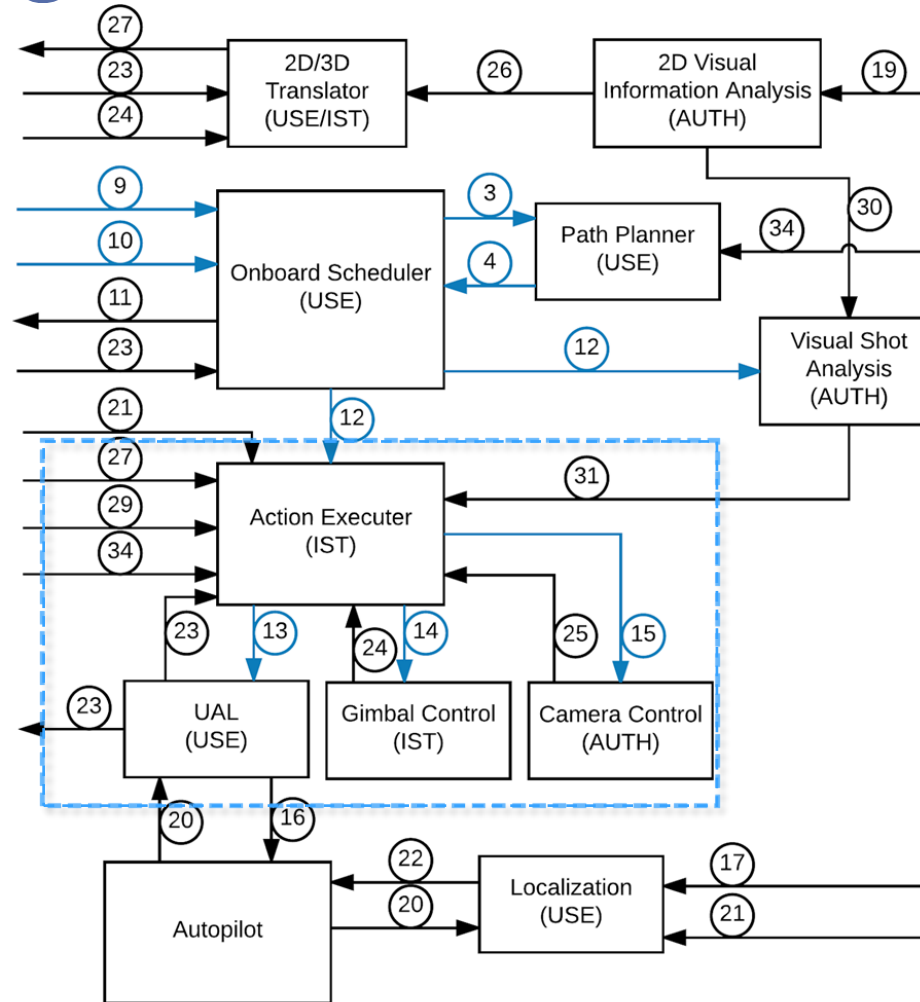 27
2D/3D
Translator
(USE/IST)
23
24
26
2D Visual
Information Analysis
(AUTH)
19
9
10
11
23
Onboard Scheduler
(USE)
3
4
Path Planner
(USE)
30
34
12
Visual Shot
Analysis
(AUTH)
12
21
27
29
34
Action Executer
(IST)
31
23
13
24
14
25
15
23
UAL
(USE)
Gimbal Control
(IST)
Camera Control
(AUTH)
20
16
Autopilot
22
20
Localization
(USE)
17
21